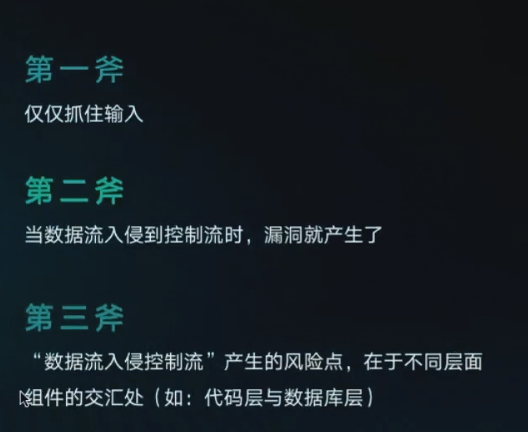 第一斧
仅仅抓住输入
第二斧
当数据流入侵到控制流时，漏洞就产生了
第三斧
“数据流入侵控制流”产生的风险点，在于不同层面
组件的交汇处（如：代码层与数据库层）